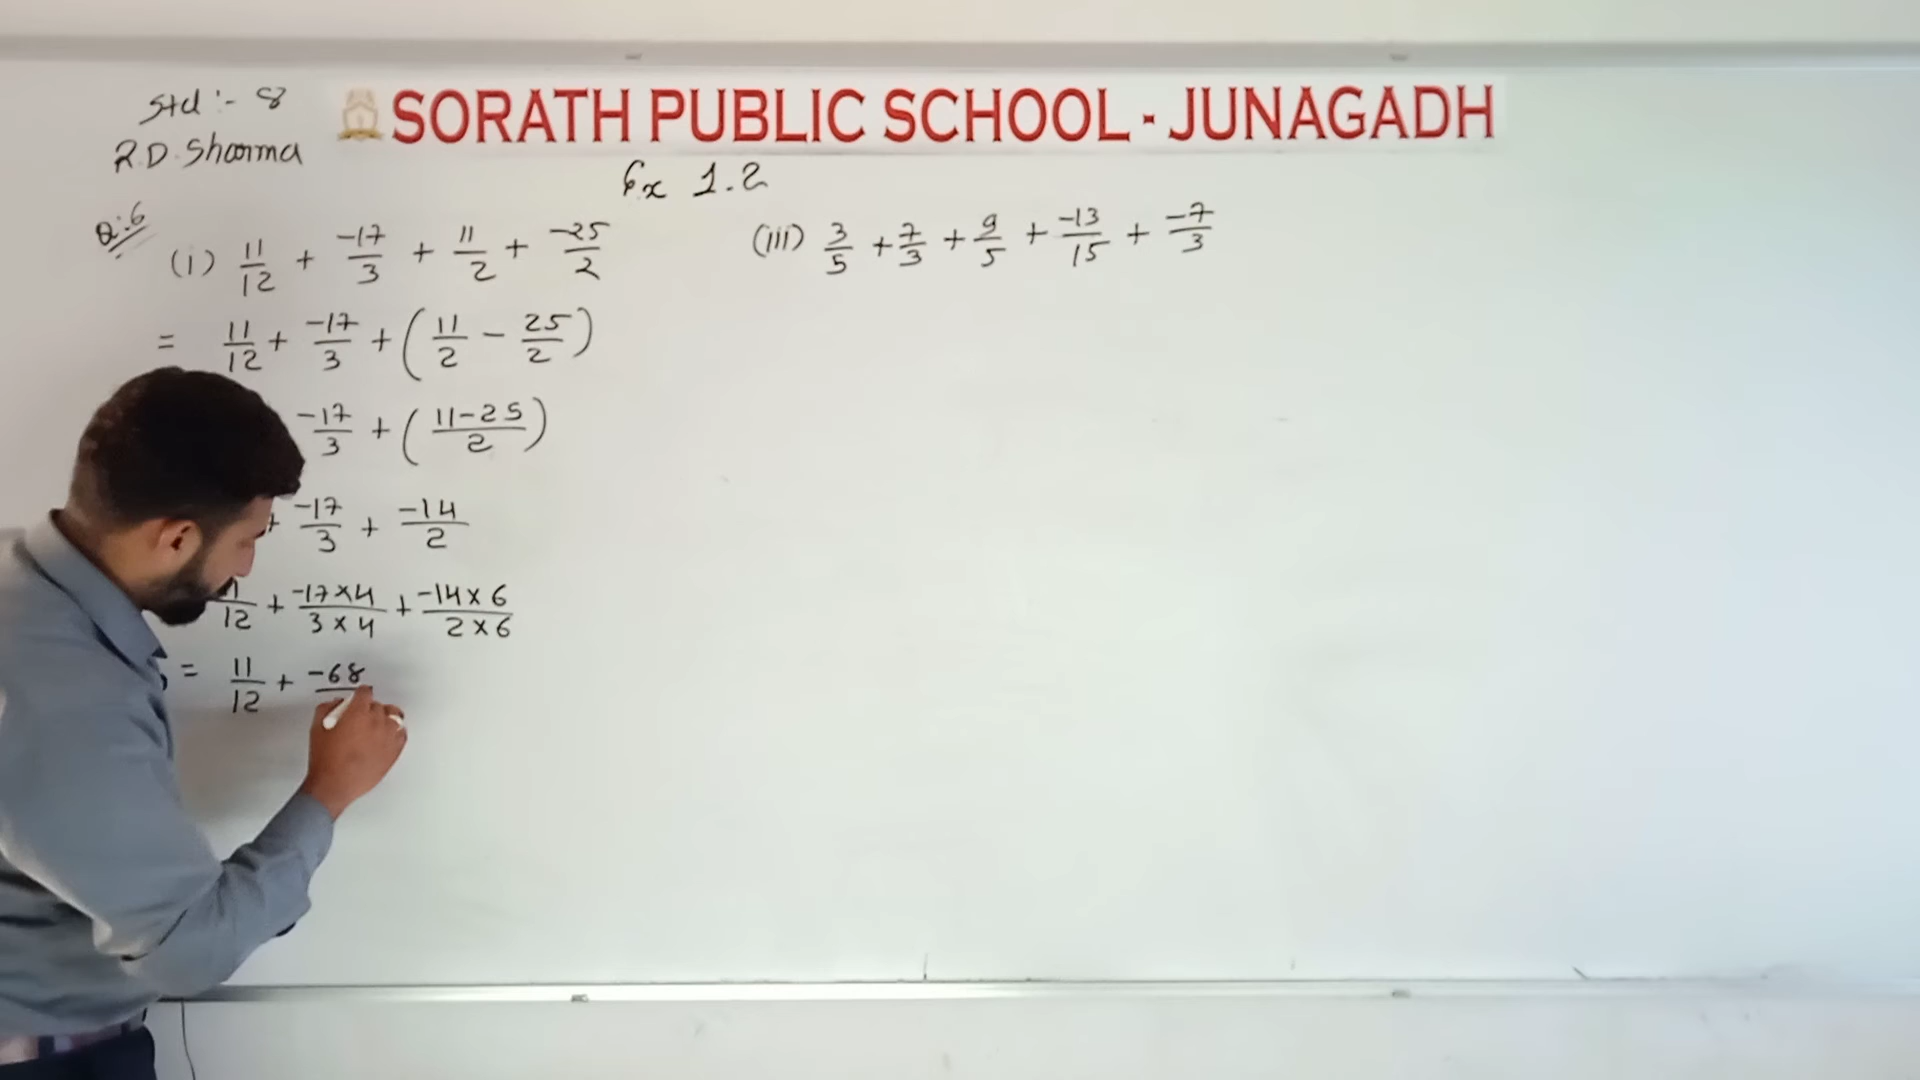 Std :- 8
R.D. Sharma
SORATH PUBLIC SCHOOL - JUNAGADH
Ex 1.2
Q:6
(i) 11/12 + -17/3 + 11/2 + -25/2
= 11/12 + -17/3 + (11/2 - 25/2)
-17/3 + (11-25/2)
+ -17/3 + -14/2
11/12 + -17×4/3×4 + -14×6/2×6
= 11/12 + -68
(iii) 3/5 + 7/3 + 9/5 + -13/15 + -7/3